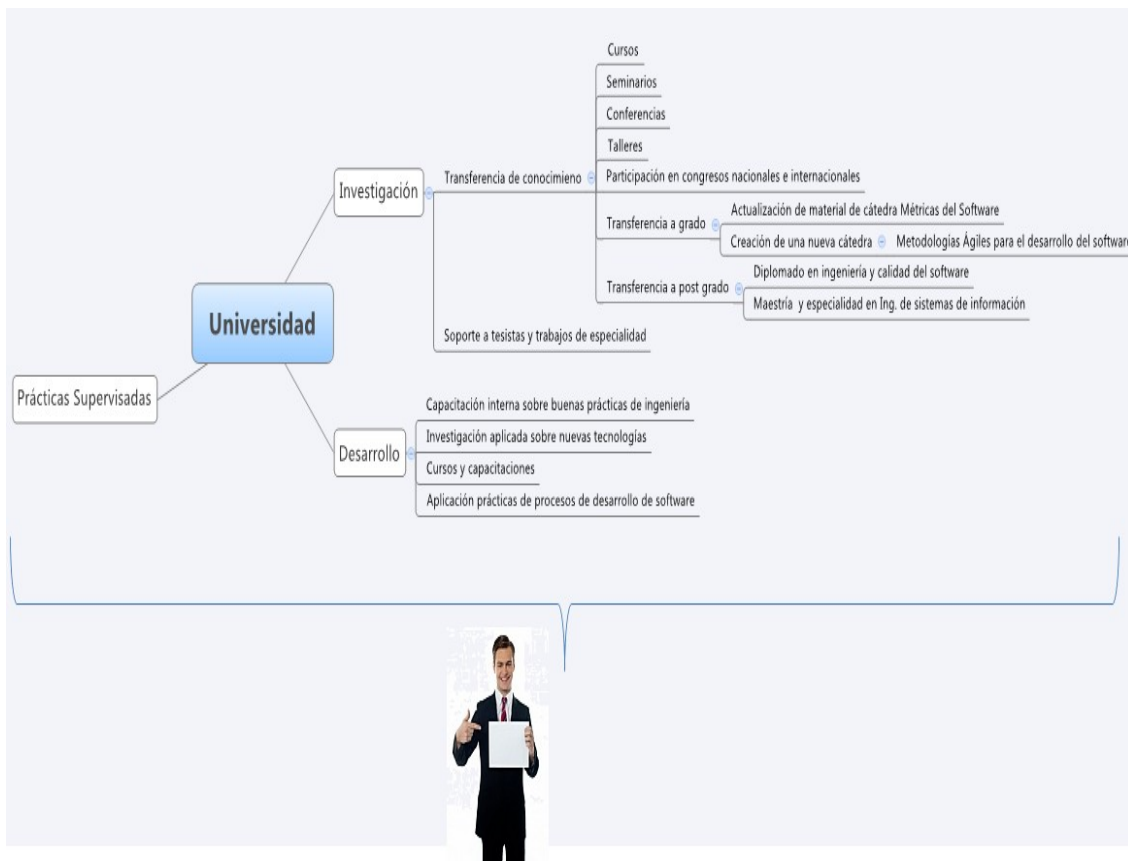 Cursos
Seminarios
Conferencias
Talleres
Participación en congresos nacionales e internacionales
Transferencia a grado
Actualización de material de cátedra Métricas del Software
Creación de una nueva cátedra
Metodologías Ágiles para el desarrollo del software
Transferencia a post grado
Diplomado en ingeniería y calidad del software
Maestría y especialidad en Ing. de sistemas de información
Transferencia de conocimieno
Investigación
Soporte a tesistas y trabajos de especialidad
Universidad
Prácticas Supervisadas
Desarrollo
Capacitación interna sobre buenas prácticas de ingeniería
Investigación aplicada sobre nuevas tecnologías
Cursos y capacitaciones
Aplicación prácticas de procesos de desarrollo de software